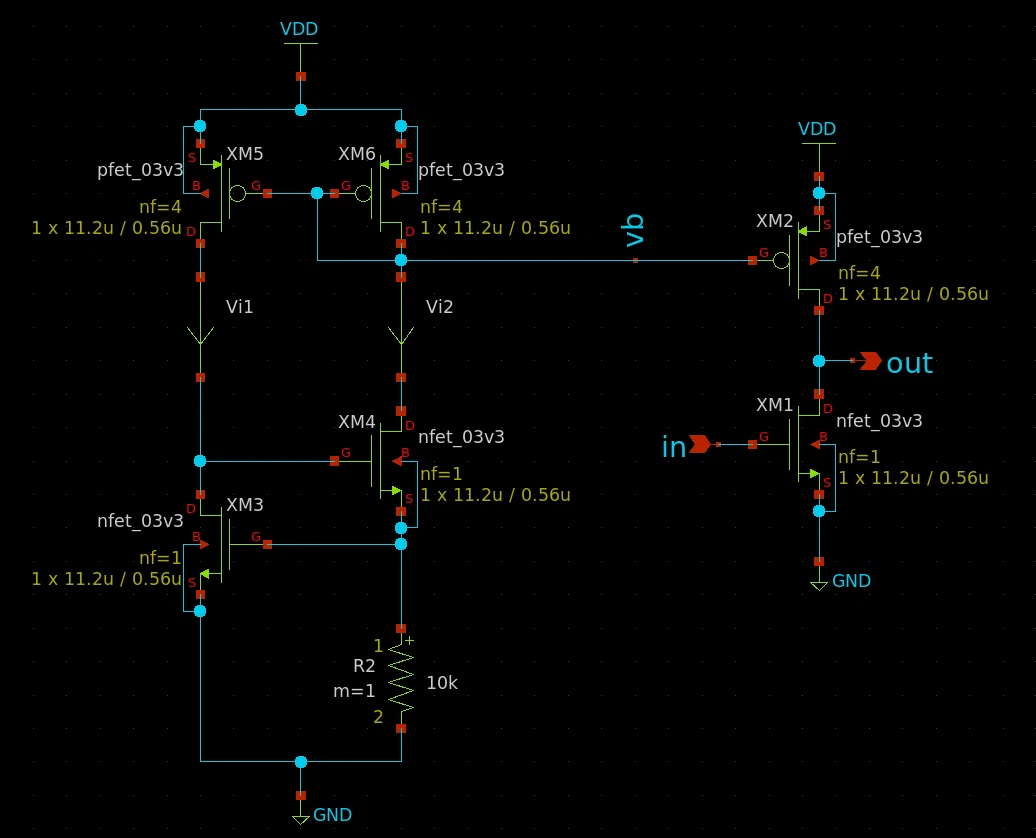 VDD
XM5
XM6
pfet_03v3
S
B
G
D
nf=4
1 x 11.2u / 0.56u
G
S
B
D
pfet_03v3
nf=4
1 x 11.2u / 0.56u
Vi1
Vi2
vb
VDD
XM2
G
S
B
D
pfet_03v3
nf=4
1 x 11.2u / 0.56u
out
XM1
in
G
D
B
S
nfet_03v3
nf=1
1 x 11.2u / 0.56u
GND
XM4
G
D
B
S
nfet_03v3
nf=1
1 x 11.2u / 0.56u
XM3
D
B
G
S
nfet_03v3
nf=1
1 x 11.2u / 0.56u
1
+
R2
m=1
10k
2
GND